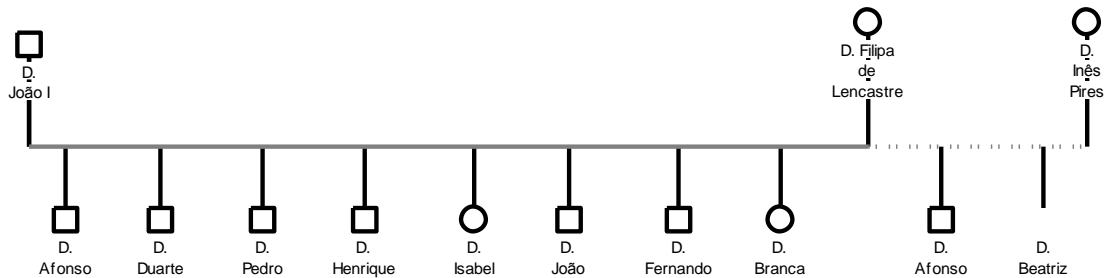 D.
João I
D. Filipa
de
Lencastre
D.
Inês
Pires
D.
Afonso
D.
Duarte
D.
Pedro
D.
Henrique
D.
Isabel
D.
João
D.
Fernando
D.
Branca
D.
Afonso
D.
Beatriz